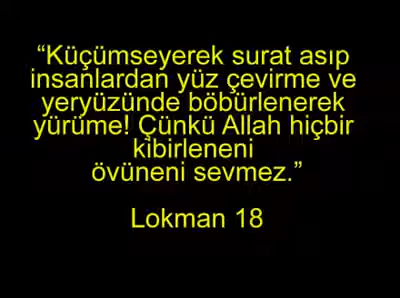 “Küçümseyerek surat asıp
insanlardan yüz çevirme ve
yeryüzünde böbürlenerek
yürüme! Çünkü Allah hiçbir
kibirleneni
övüneni sevmez.”
Lokman 18